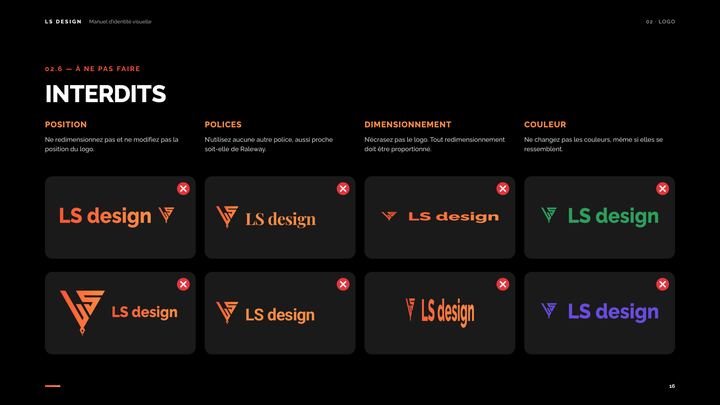 LS DESIGN Manuel d'identité visuelle
02 · LOGO
02.6 — À NE PAS FAIRE
INTERDITS
POSITION
Ne redimensionnez pas et ne modifiez pas la
position du logo.
POLICES
N'utilisez aucune autre police, aussi proche
soit-elle de Raleway.
DIMENSIONNEMENT
N'écrasez pas le logo. Tout redimensionnement
doit être proportionné.
COULEUR
Ne changez pas les couleurs, même si elles se
ressemblent.
LS design
LS design
LS design
LS design
LS design
LS design
LS design
LS design
16